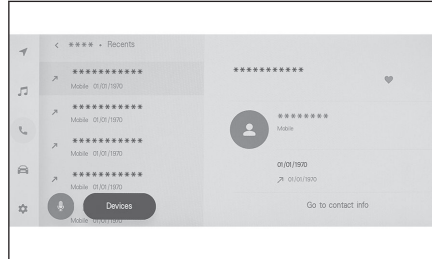 **** • Recents
***********
Mobile 01/01/1970
***********
Mobile 01/01/1970
***********
Mobile 01/01/1970
***********
Mobile 01/01/1970
Devices
Mobile 01/01/1970
***********
********
Mobile
01/01/1970
01/01/1970
Go to contact info